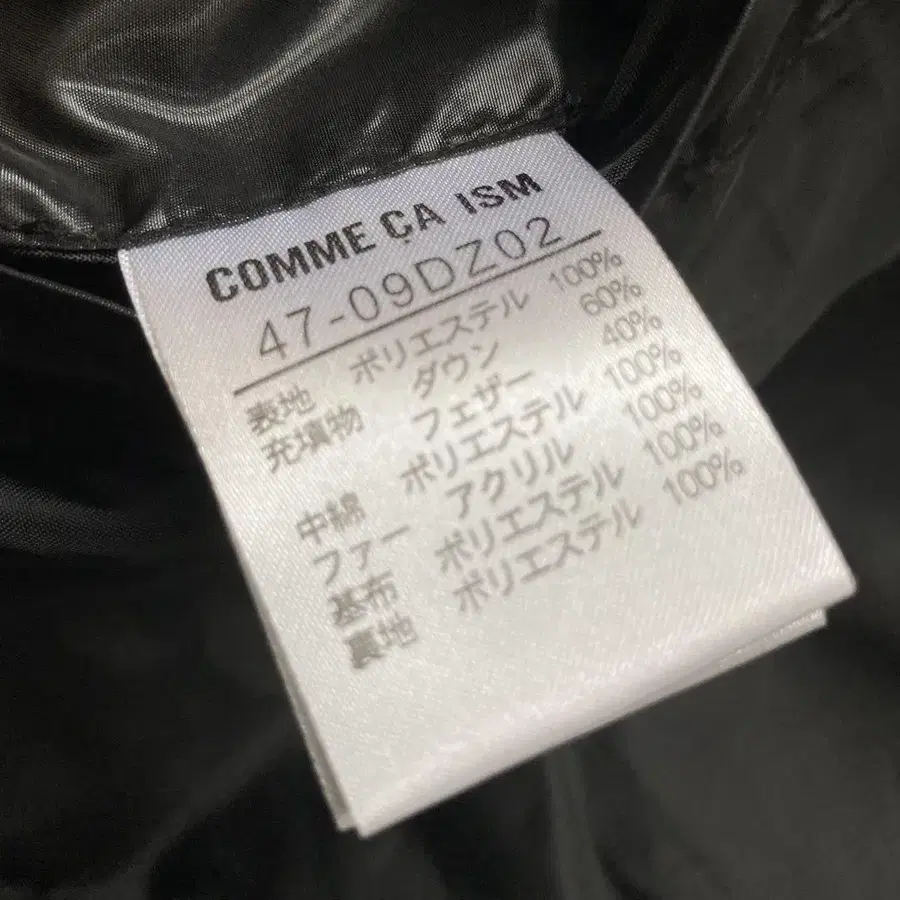 COMME ÇA ISM
47-09DZ02
表地 ポリエステル 100%
充填物 ダウン 60%
フェザー 40%
中綿 ポリエステル 100%
ファー アクリル 100%
基布 ポリエステル 100%
裏地 ポリエステル 100%